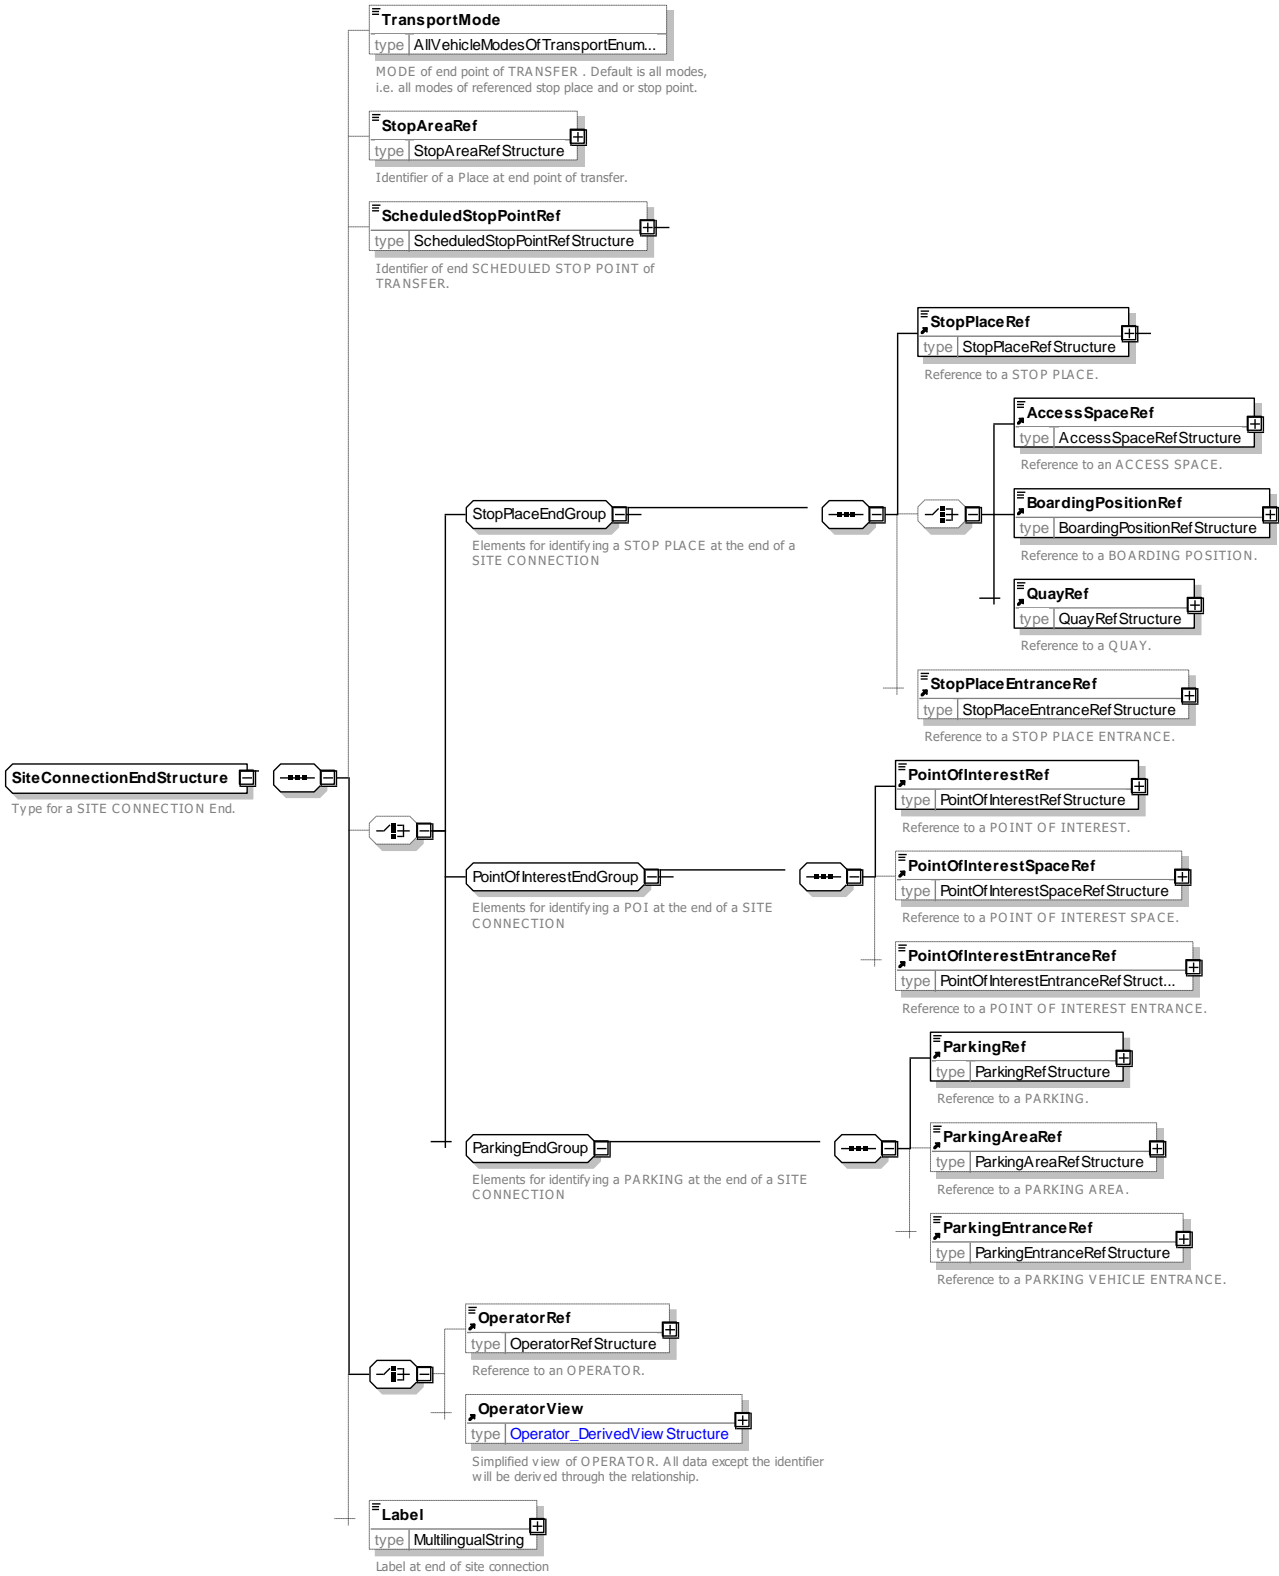 TransportMode
type AllVehicleModesOfTransportEnum...
MODE of end point of TRANSFER . Default is all modes,
i.e. all modes of referenced stop place and or stop point.
StopAreaRef
type StopAreaRefStructure
Identifier of a Place at end point of transfer.
ScheduledStopPointRef
type ScheduledStopPointRefStructure
Identifier of end SCHEDULED STOP POINT of
TRANSFER.
StopPlaceRef
type StopPlaceRefStructure
Reference to a STOP PLACE.
AccessSpaceRef
type AccessSpaceRefStructure
Reference to an ACCESS SPACE.
StopPlaceEndGroup
Elements for identifying a STOP PLACE at the end of a
SITE CONNECTION
BoardingPositionRef
type BoardingPositionRefStructure
Reference to a BOARDING POSITION.
QuayRef
type QuayRefStructure
Reference to a QUAY.
StopPlaceEntranceRef
type StopPlaceEntranceRefStructure
Reference to a STOP PLACE ENTRANCE.
SiteConnectionEndStructure
Type for a SITE CONNECTION End.
PointOfInterestRef
type PointOfInterestRefStructure
Reference to a POINT OF INTEREST.
PointOfInterestEndGroup
Elements for identifying a POI at the end of a SITE
CONNECTION
PointOfInterestSpaceRef
type PointOfInterestSpaceRefStructure
Reference to a POINT OF INTEREST SPACE.
PointOfInterestEntranceRef
type PointOfInterestEntranceRefStruct...
Reference to a POINT OF INTEREST ENTRANCE.
ParkingRef
type ParkingRefStructure
Reference to a PARKING.
ParkingEndGroup
Elements for identifying a PARKING at the end of a SITE
CONNECTION
ParkingAreaRef
type ParkingAreaRefStructure
Reference to a PARKING AREA.
ParkingEntranceRef
type ParkingEntranceRefStructure
Reference to a PARKING VEHICLE ENTRANCE.
OperatorRef
type OperatorRefStructure
Reference to an OPERATOR.
OperatorView
type Operator_DerivedViewStructure
Simplified view of OPERATOR. All data except the identifier
will be derived through the relationship.
Label
type MultilingualString
Label at end of site connection